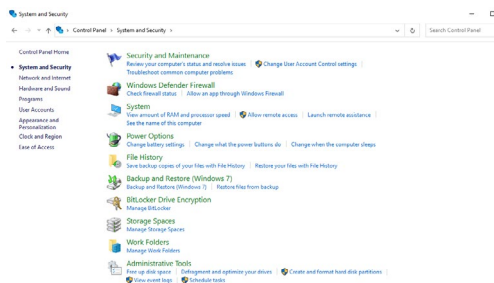 System and Security
Control Panel > System and Security >
Search Control Panel
Control Panel Home
System and Security
Network and Internet
Hardware and Sound
Programs
User Accounts
Appearance and
Personalization
Clock and Region
Ease of Access
Security and Maintenance
Review your computer's status and resolve issues | Change User Account Control settings |
Troubleshoot common computer problems
Windows Defender Firewall
Check firewall status | Allow an app through Windows Firewall
System
View amount of RAM and processor speed | Allow remote access | Launch remote assistance |
See the name of this computer
Power Options
Change battery settings | Change what the power buttons do | Change when the computer sleeps
File History
Save backup copies of your files with File History | Restore your files with File History
Backup and Restore (Windows 7)
Backup and Restore (Windows 7) | Restore files from backup
BitLocker Drive Encryption
Manage BitLocker
Storage Spaces
Manage Storage Spaces
Work Folders
Manage Work Folders
Administrative Tools
Free up disk space | Defragment and optimize your drives | Create and format hard disk partitions |
View event logs | Schedule tasks